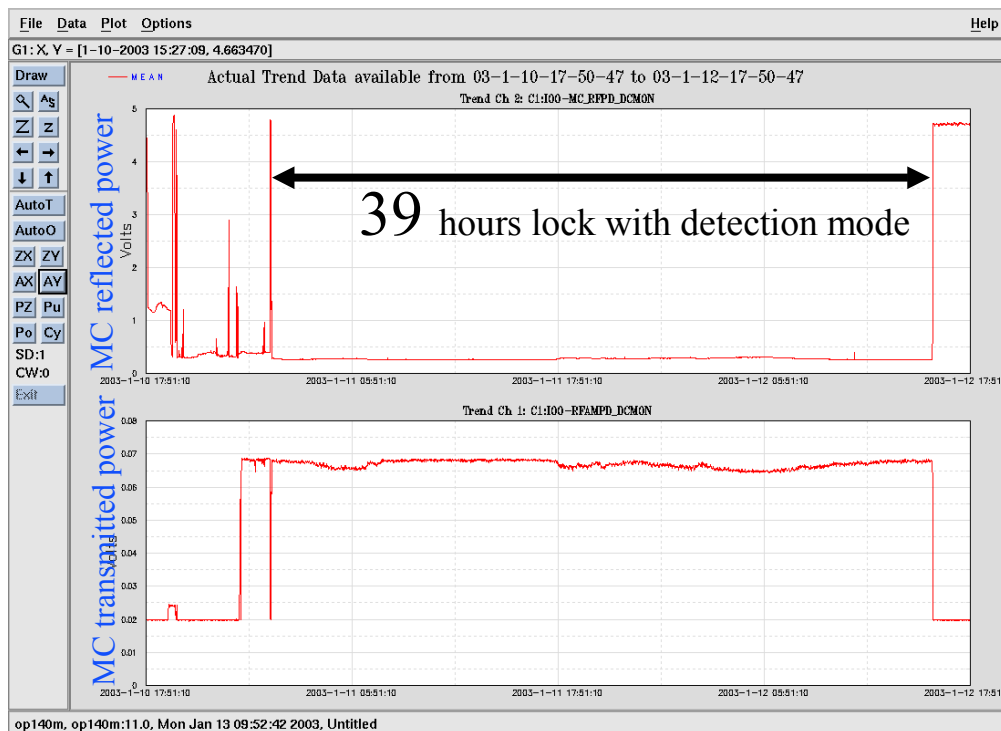 File Data Plot Options Help
G1: X, Y = [1-10-2003 15:27:09, 4.663470]
Draw
AS
Z z
AutoT
AutoO
ZX ZY
AX AY
PZ Pu
Po Cy
SD:1
CW:0
Exit
MEAN
Actual Trend Data available from 03-1-10-17-50-47 to 03-1-12-17-50-47
Trend Ch 2: C1:IOO-MC_RFPD_DCMON
MC reflected power
Volts
5
4
3
2
1
0
39 hours lock with detection mode
2003-1-10 17:51:10 2003-1-11 05:51:10 2003-1-11 17:51:10 2003-1-12 05:51:10 2003-1-12 17:51
Trend Ch 1: C1:IOO-RFAMPD_DCMON
MC transmitted power
Volts
0.08
0.07
0.06
0.05
0.04
0.03
0.02
0.01
0
2003-1-10 17:51:10 2003-1-11 05:51:10 2003-1-11 17:51:10 2003-1-12 05:51:10 2003-1-12 17:51
op140m, op140m:11.0, Mon Jan 13 09:52:42 2003, Untitled